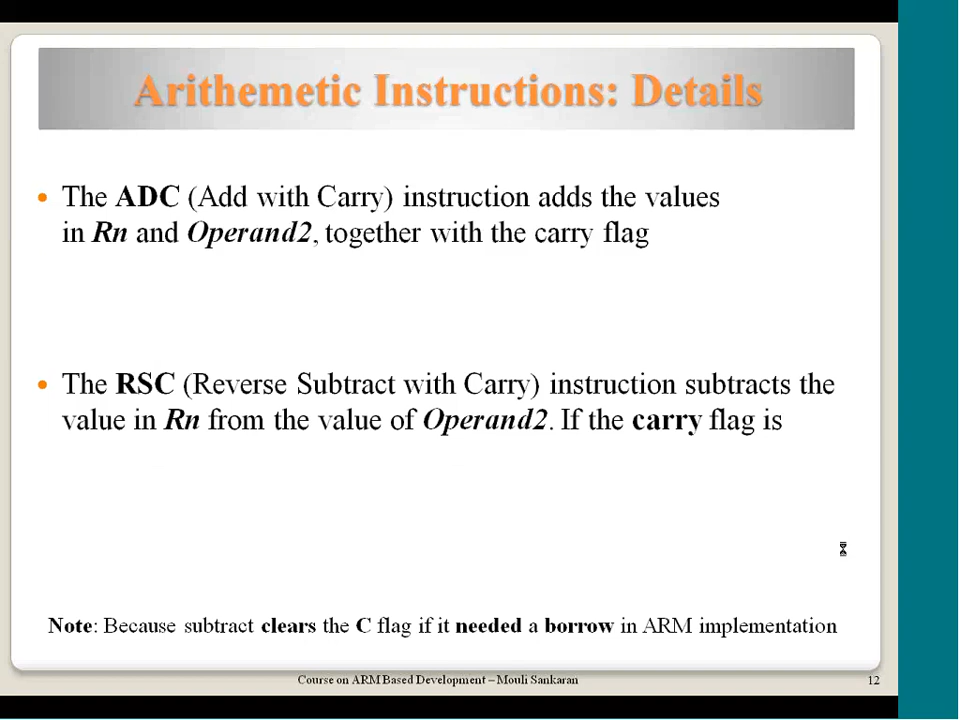 Arithemetic Instructions: Details
• The ADC (Add with Carry) instruction adds the values
in Rn and Operand2, together with the carry flag
• The RSC (Reverse Subtract with Carry) instruction subtracts the
value in Rn from the value of Operand2. If the carry flag is
Note: Because subtract clears the C flag if it needed a borrow in ARM implementation
Course on ARM Based Development – Mouli Sankaran
12